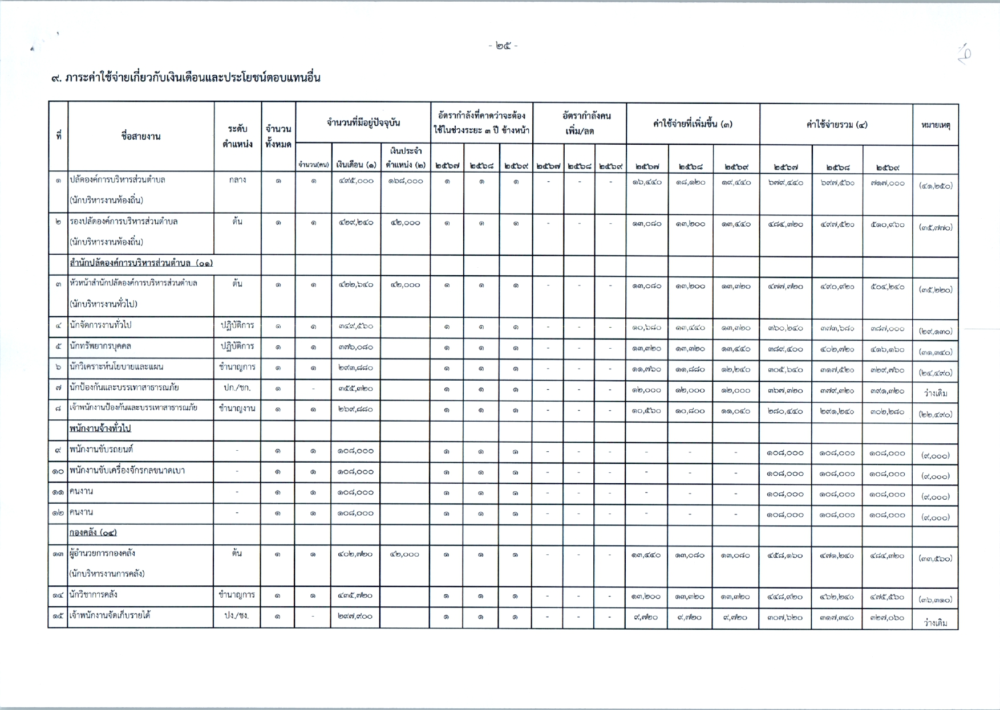 - ๒๕ -
๙. ภาระค่าใช้จ่ายเกี่ยวกับเงินเดือนและประโยชน์ตอบแทนอื่น
ที่ ชื่อสายงาน ระดับตำแหน่ง จำนวนทั้งหมด จำนวนที่มีอยู่ปัจจุบัน อัตรากำลังที่คาดว่าจะต้องใช้ในช่วงระยะ ๓ ปี ข้างหน้า อัตรากำลังคนเพิ่ม/ลด ค่าใช้จ่ายที่เพิ่มขึ้น (๓) ค่าใช้จ่ายรวม (๔) หมายเหตุ
จำนวน(คน) เงินเดือน (๑) เงินประจำตำแหน่ง (๒) ๒๕๖๗ ๒๕๖๘ ๒๕๖๙ ๒๕๖๗ ๒๕๖๘ ๒๕๖๙ ๒๕๖๗ ๒๕๖๘ ๒๕๖๙ ๒๕๖๗ ๒๕๖๘ ๒๕๖๙
๑ ปลัดองค์การบริหารส่วนตำบล กลาง ๑ ๑ ๔๙๕,๐๐๐ ๑๖๘,๐๐๐ ๑ ๑ ๑ - - - ๑๖,๔๔๐ ๑๘,๑๒๐ ๑๙,๔๔๐ ๖๗๙,๔๔๐ ๖๙๗,๕๖๐ ๗๑๗,๐๐๐ (๔๑,๒๕๐)
(นักบริหารงานท้องถิ่น)
๒ รองปลัดองค์การบริหารส่วนตำบล ต้น ๑ ๑ ๔๒๙,๒๔๐ ๔๒,๐๐๐ ๑ ๑ ๑ - - - ๑๓,๐๘๐ ๑๓,๒๐๐ ๑๓,๔๔๐ ๔๘๔,๓๒๐ ๔๙๗,๕๒๐ ๕๑๐,๙๖๐ (๓๕,๗๗๐)
(นักบริหารงานท้องถิ่น)
สำนักปลัดองค์การบริหารส่วนตำบล (๐๑)
๓ หัวหน้าสำนักปลัดองค์การบริหารส่วนตำบล ต้น ๑ ๑ ๔๒๒,๖๔๐ ๔๒,๐๐๐ ๑ ๑ ๑ - - - ๑๓,๐๘๐ ๑๓,๒๐๐ ๑๓,๓๒๐ ๔๗๗,๗๒๐ ๔๙๐,๙๒๐ ๕๐๔,๒๔๐ (๓๕,๒๒๐)
(นักบริหารงานทั่วไป)
๔ นักจัดการงานทั่วไป ปฏิบัติการ ๑ ๑ ๓๔๙,๕๖๐ ๑ ๑ ๑ - - - ๑๐,๖๘๐ ๑๓,๔๔๐ ๑๓,๓๒๐ ๓๖๐,๒๔๐ ๓๗๓,๖๘๐ ๓๘๗,๐๐๐ (๒๙,๑๓๐)
๕ นักทรัพยากรบุคคล ปฏิบัติการ ๑ ๑ ๓๗๖,๐๘๐ ๑ ๑ ๑ - - - ๑๓,๓๒๐ ๑๓,๓๒๐ ๑๓,๔๔๐ ๓๘๙,๔๐๐ ๔๐๒,๗๒๐ ๔๑๖,๑๖๐ (๓๑,๓๔๐)
๖ นักวิเคราะห์นโยบายและแผน ชำนาญการ ๑ ๑ ๒๙๓,๘๘๐ ๑ ๑ ๑ - - - ๑๑,๗๖๐ ๑๑,๘๘๐ ๑๒,๒๔๐ ๓๐๕,๖๔๐ ๓๑๗,๕๒๐ ๓๒๙,๗๖๐ (๒๔,๔๙๐)
๗ นักป้องกันและบรรเทาสาธารณภัย ปก./ชก. ๑ - ๓๕๕,๓๒๐ ๑ ๑ ๑ - - - ๑๒,๐๐๐ ๑๒,๐๐๐ ๑๒,๐๐๐ ๓๖๗,๓๒๐ ๓๗๙,๓๒๐ ๓๙๑,๓๒๐ ว่างเดิม
๘ เจ้าพนักงานป้องกันและบรรเทาสาธารณภัย ชำนาญงาน ๑ ๑ ๒๖๙,๘๘๐ ๑ ๑ ๑ - - - ๑๐,๕๖๐ ๑๐,๘๐๐ ๑๑,๐๔๐ ๒๘๐,๔๔๐ ๒๙๑,๒๔๐ ๓๐๒,๒๘๐ (๒๒,๔๙๐)
พนักงานจ้างทั่วไป
๙ พนักงานขับรถยนต์ - ๑ ๑ ๑๐๘,๐๐๐ ๑ ๑ ๑ - - - - - - ๑๐๘,๐๐๐ ๑๐๘,๐๐๐ ๑๐๘,๐๐๐ (๙,๐๐๐)
๑๐ พนักงานขับเครื่องจักรกลขนาดเบา - ๑ ๑ ๑๐๘,๐๐๐ ๑ ๑ ๑ - - - - - - ๑๐๘,๐๐๐ ๑๐๘,๐๐๐ ๑๐๘,๐๐๐ (๙,๐๐๐)
๑๑ คนงาน - ๑ ๑ ๑๐๘,๐๐๐ ๑ ๑ ๑ - - - - - - ๑๐๘,๐๐๐ ๑๐๘,๐๐๐ ๑๐๘,๐๐๐ (๙,๐๐๐)
๑๒ คนงาน - ๑ ๑ ๑๐๘,๐๐๐ ๑ ๑ ๑ - - - - - - ๑๐๘,๐๐๐ ๑๐๘,๐๐๐ ๑๐๘,๐๐๐ (๙,๐๐๐)
กองคลัง (๐๔)
๑๓ ผู้อำนวยการกองคลัง ต้น ๑ ๑ ๔๐๒,๗๒๐ ๔๒,๐๐๐ ๑ ๑ ๑ - - - ๑๓,๔๔๐ ๑๓,๐๘๐ ๑๓,๐๘๐ ๔๕๘,๑๖๐ ๔๗๑,๒๔๐ ๔๘๔,๓๒๐ (๓๓,๕๖๐)
(นักบริหารงานการคลัง)
๑๔ นักวิชาการคลัง ชำนาญการ ๑ ๑ ๔๓๕,๗๒๐ ๑ ๑ ๑ - - - ๑๓,๒๐๐ ๑๓,๓๒๐ ๑๓,๓๒๐ ๔๔๘,๙๒๐ ๔๖๒,๒๔๐ ๔๗๕,๕๖๐ (๓๖,๓๑๐)
๑๕ เจ้าพนักงานจัดเก็บรายได้ ปง./ชง. ๑ - ๒๙๗,๙๐๐ ๑ ๑ ๑ - - - ๙,๗๒๐ ๙,๗๒๐ ๙,๗๒๐ ๓๐๗,๖๒๐ ๓๑๗,๓๔๐ ๓๒๗,๐๖๐ ว่างเดิม